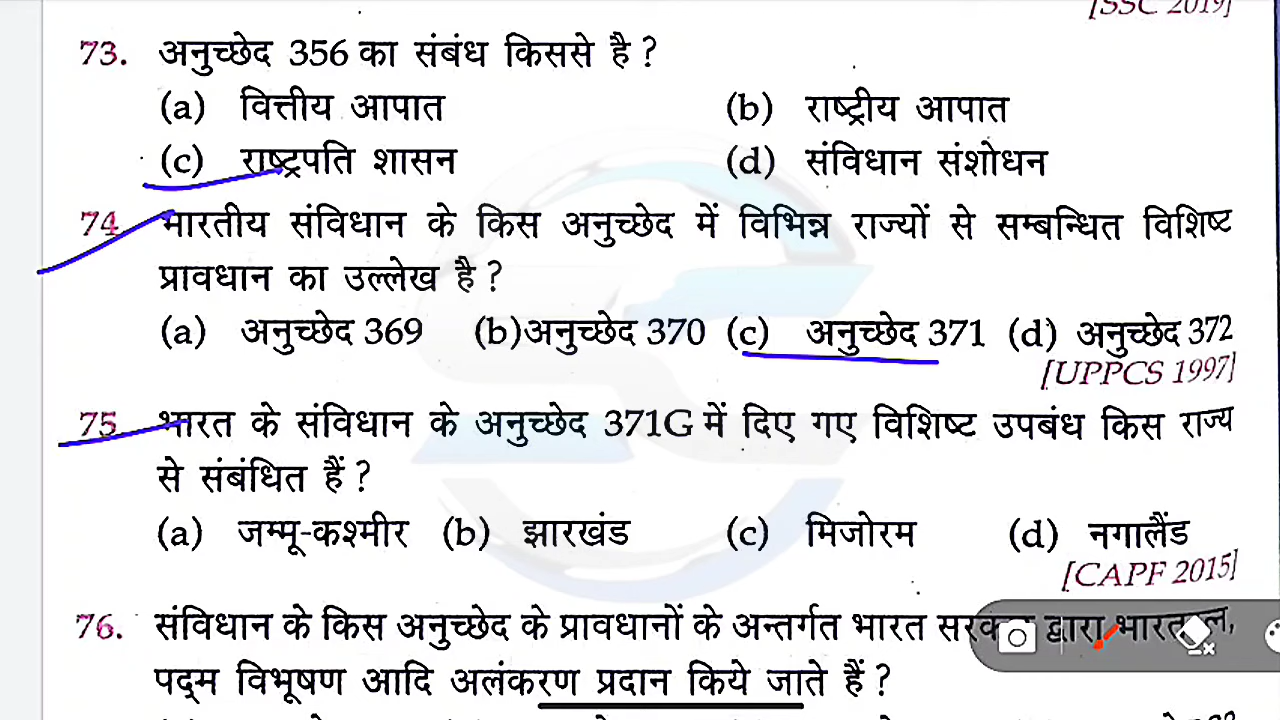 [SSC 2019]
73. अनुच्छेद 356 का संबंध किससे है ?
(a) वित्तीय आपात (b) राष्ट्रीय आपात
(c) राष्ट्रपति शासन (d) संविधान संशोधन
74 भारतीय संविधान के किस अनुच्छेद में विभिन्न राज्यों से सम्बन्धित विशिष्ट
प्रावधान का उल्लेख है ?
(a) अनुच्छेद 369 (b)अनुच्छेद 370 (c) अनुच्छेद 371 (d) अनुच्छेद 372
[UPPCS 1997]
75 भारत के संविधान के अनुच्छेद 371G में दिए गए विशिष्ट उपबंध किस राज्य
से संबंधित हैं ?
(a) जम्मू-कश्मीर (b) झारखंड (c) मिजोरम (d) नगालैंड
[CAPF 2015]
76. संविधान के किस अनुच्छेद के प्रावधानों के अन्तर्गत भारत द्वारा
पद्म विभूषण आदि अलंकरण प्रदान किये जाते हैं ?